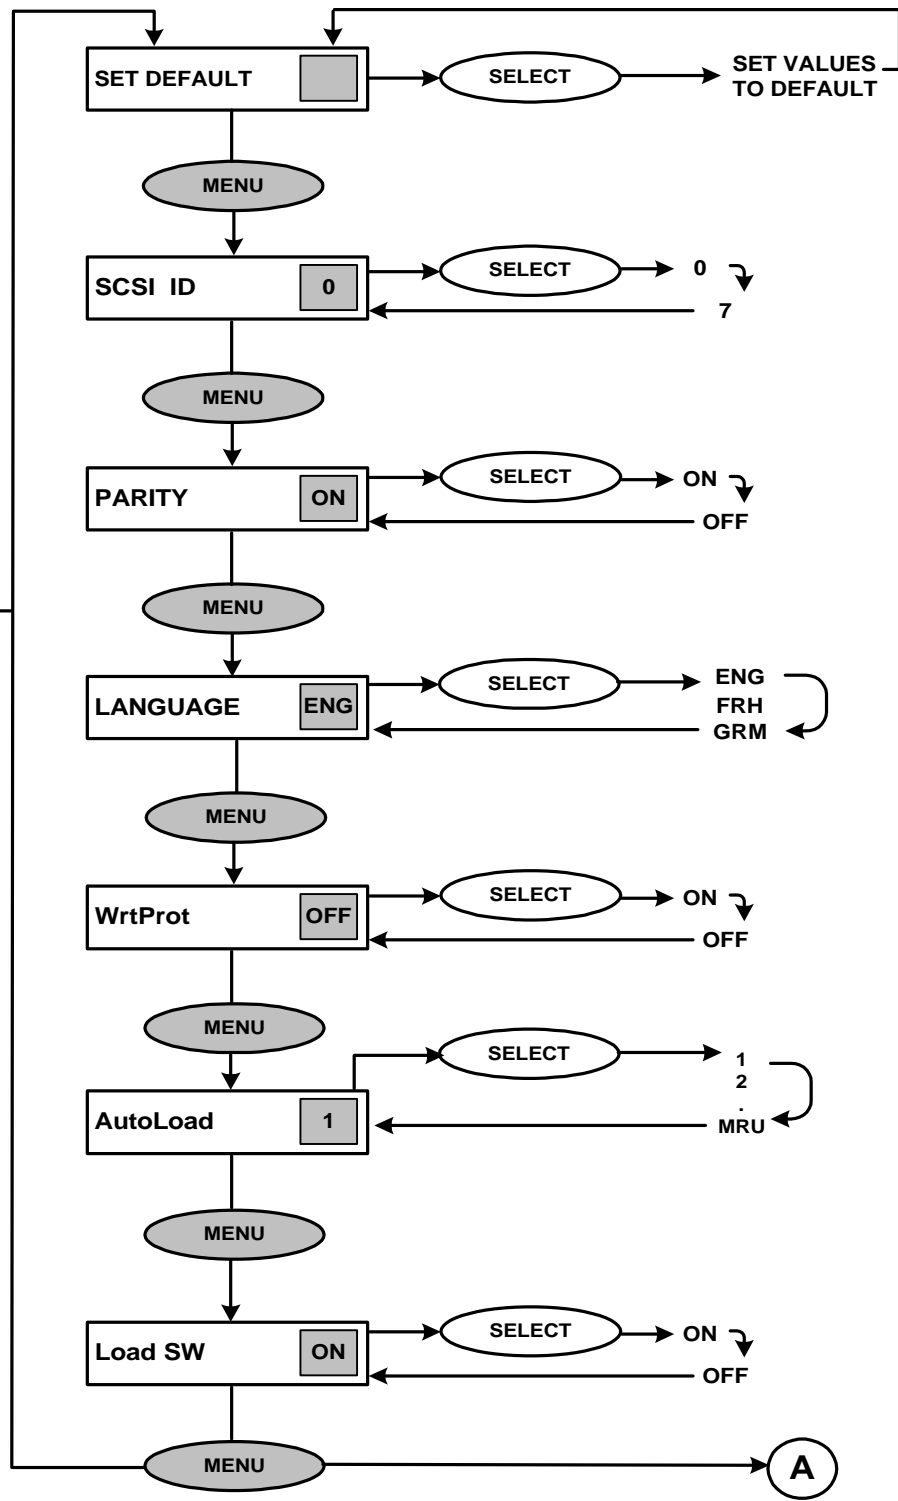 SET DEFAULT
SELECT
SET VALUES
TO DEFAULT
MENU
SCSI ID
0
SELECT
0
7
MENU
PARITY
ON
SELECT
ON
OFF
MENU
LANGUAGE
ENG
SELECT
ENG
FRH
GRM
MENU
WrtProt
OFF
SELECT
ON
OFF
MENU
AutoLoad
1
SELECT
1
2
.
MRU
MENU
Load SW
ON
SELECT
ON
OFF
MENU
A